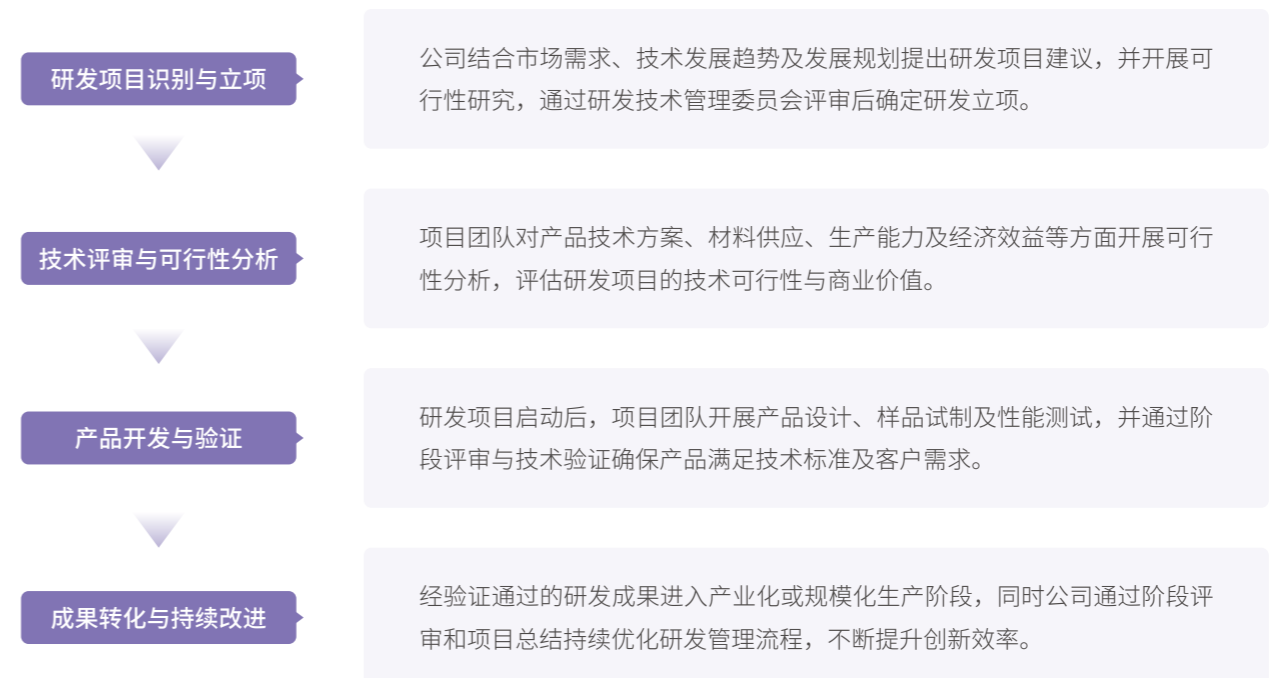 研发项目识别与立项
公司结合市场需求、技术发展趋势及发展规划提出研发项目建议，并开展可
行性研究，通过研发技术管理委员会评审后确定研发立项。
技术评审与可行性分析
项目团队对产品技术方案、材料供应、生产能力及经济效益等方面开展可行
性分析，评估研发项目的技术可行性与商业价值。
产品开发与验证
研发项目启动后，项目团队开展产品设计、样品试制及性能测试，并通过阶
段评审与技术验证确保产品满足技术标准及客户需求。
成果转化与持续改进
经验证通过的研发成果进入产业化或规模化生产阶段，同时公司通过阶段评
审和项目总结持续优化研发管理流程，不断提升创新效率。